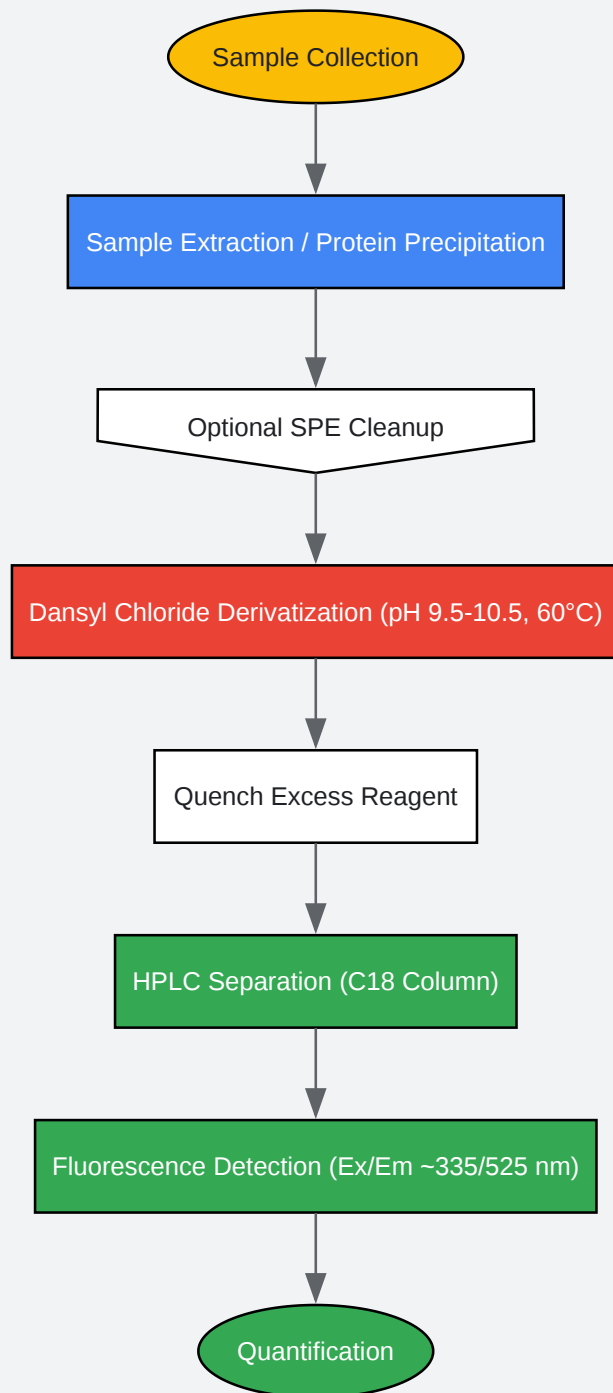 Sample Collection
Sample Extraction / Protein Precipitation
Optional SPE Cleanup
Dansyl Chloride Derivatization (pH 9.5-10.5, 60°C)
Quench Excess Reagent
HPLC Separation (C18 Column)
Fluorescence Detection (Ex/Em ~335/525 nm)
Quantification